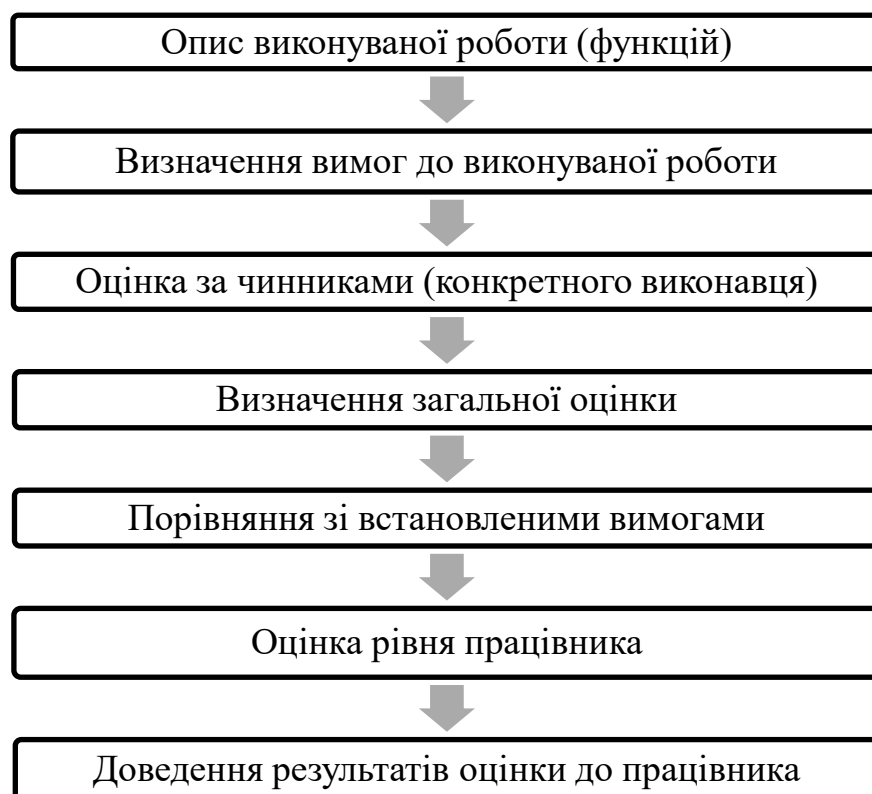 Опис виконуваної роботи (функцій)
Визначення вимог до виконуваної роботи
Оцінка за чинниками (конкретного виконавця)
Визначення загальної оцінки
Порівняння зі встановленими вимогами
Оцінка рівня працівника
Доведення результатів оцінки до працівника